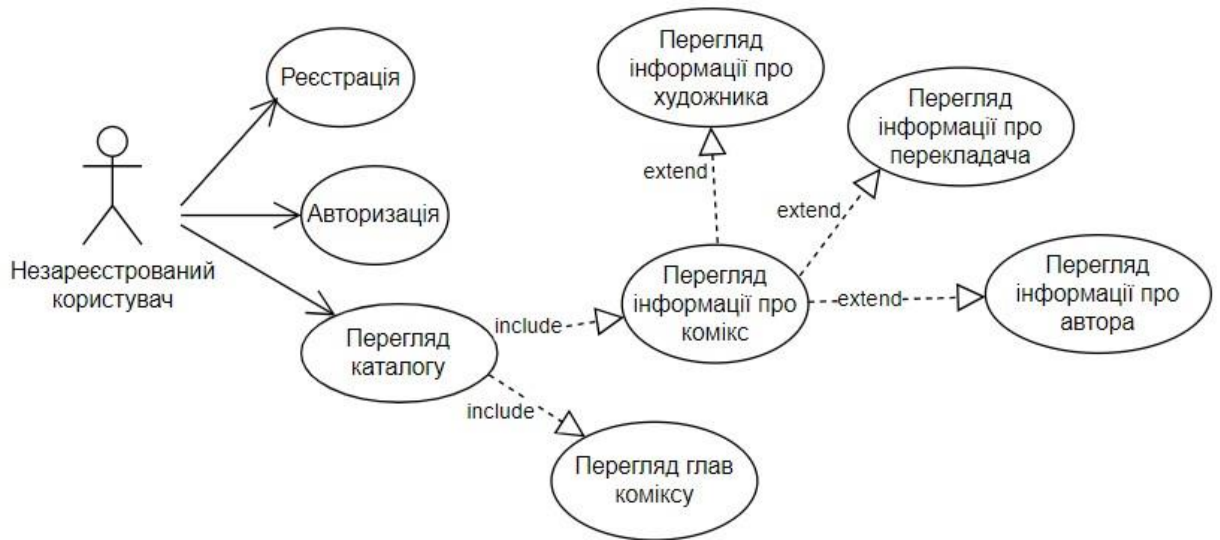 Реєстрація
Авторизація
Незареєстрований
користувач
Перегляд
каталогу
include
include
Перегляд
інформації про
комікс
Перегляд глав
коміксу
extend
extend
extend
Перегляд
інформації про
художника
Перегляд
інформації про
перекладача
Перегляд
інформації про
автора